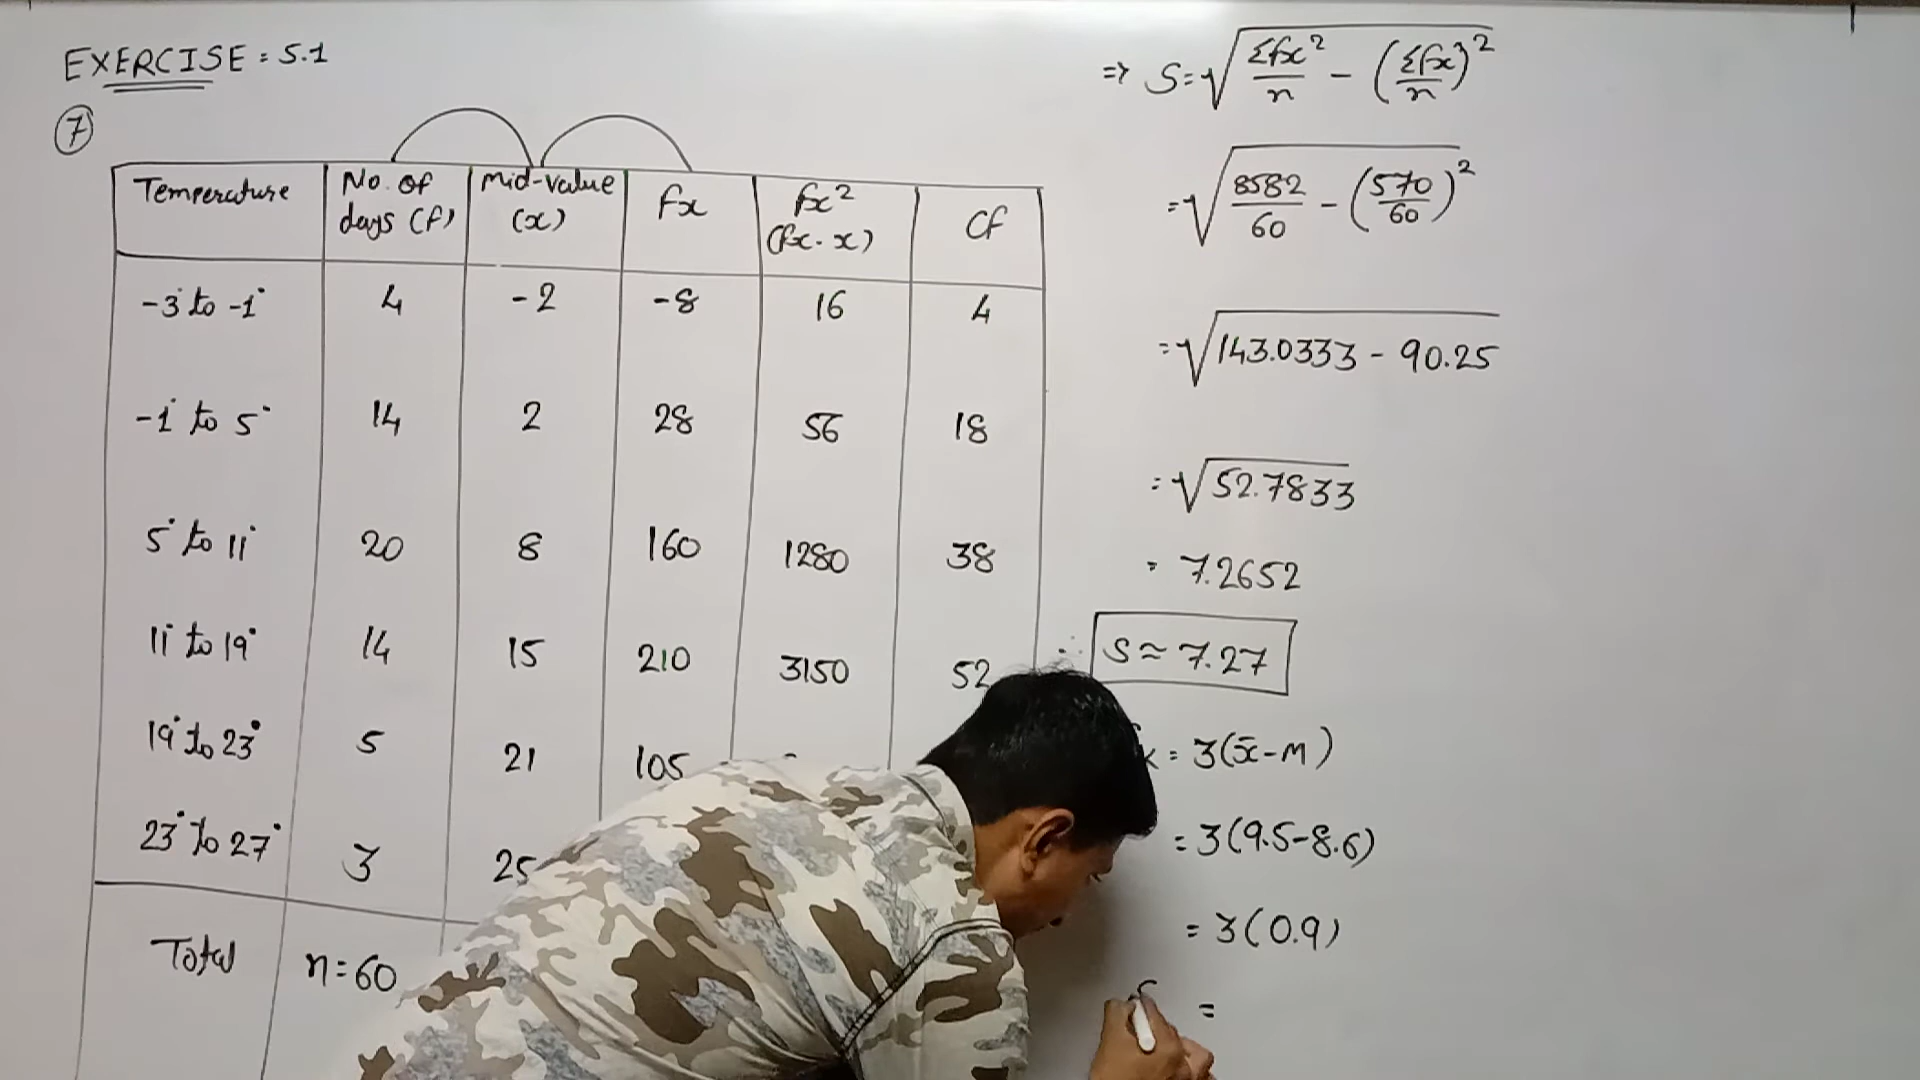 EXERCISE = 5.1
7
Temperature No. of days (f) Mid-value (x) fx fx² (fx. x) Cf
-3° to -1° 4 -2 -8 16 4
-1° to 5° 14 2 28 56 18
5° to 11° 20 8 160 1280 38
11° to 19° 14 15 210 3150 52
19° to 23° 5 21 105
23° to 27° 3 25
Total n=60
⇒ S = √(Σfx²/n - (Σfx/n)²)
= √(8582/60 - (570/60)²)
= √(143.0333 - 90.25)
= √52.7833
= 7.2652
∴ S ≈ 7.27
= 3(x̄-M)
= 3(9.5-8.6)
= 3(0.9)
=